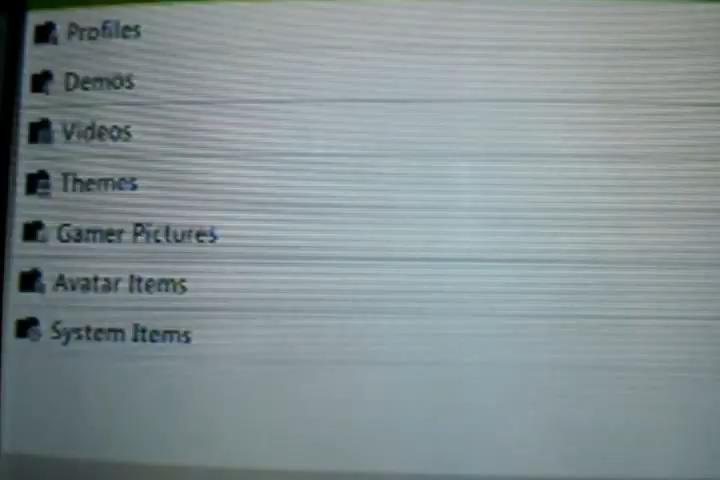 Profiles
Demos
Videos
Themes
Gamer Pictures
Avatar Items
System Items